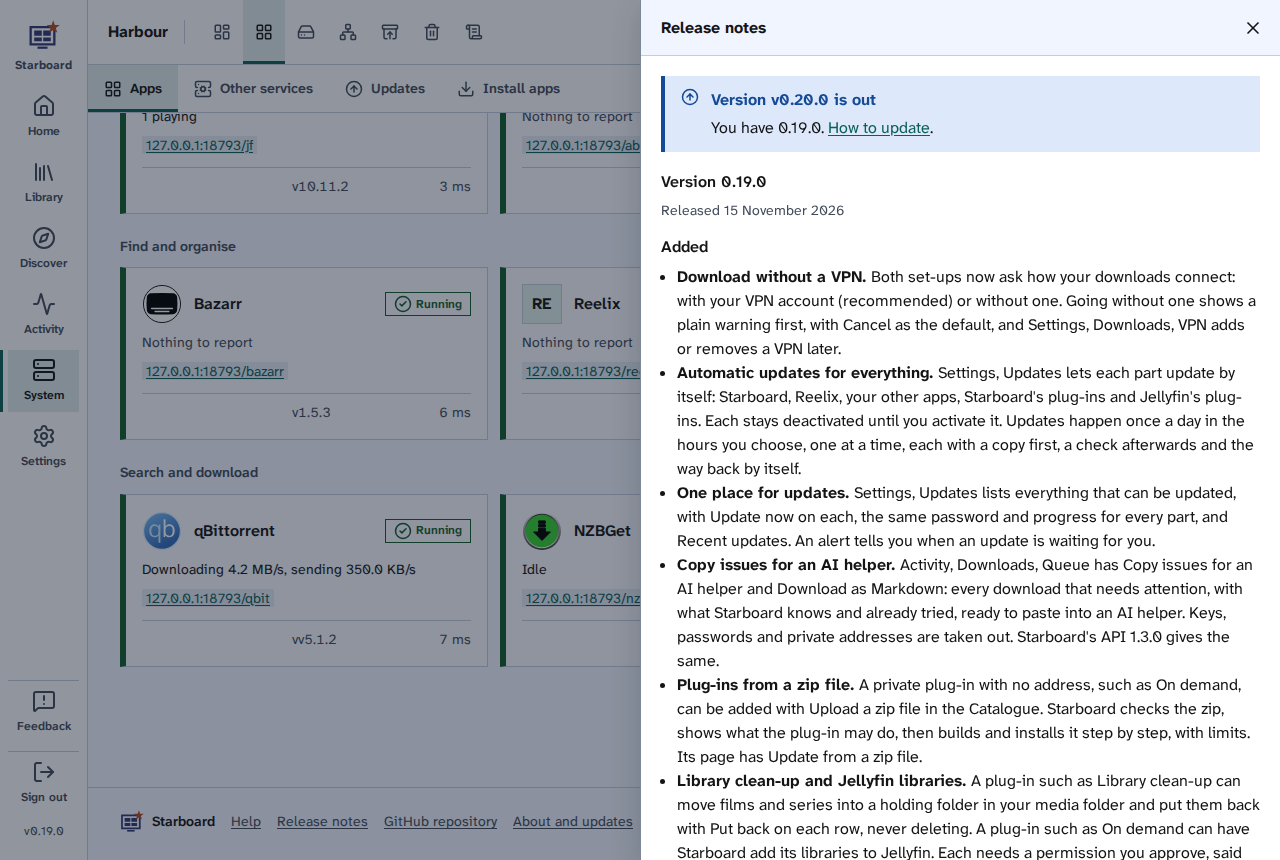 Starboard
Home
Library
Discover
Activity
System
Settings
Feedback
Sign out
v0.19.0
Harbour
Apps
Other services
Updates
Install apps
1 playing
127.0.0.1:18793/jf
v10.11.2
3 ms
Nothing to report
127.0.0.1:18793/ab
Find and organise
Bazarr
Running
Nothing to report
127.0.0.1:18793/bazarr
v1.5.3
6 ms
RE
Reelix
Nothing to report
127.0.0.1:18793/re
Search and download
qb
qBittorrent
Running
Downloading 4.2 MB/s, sending 350.0 KB/s
127.0.0.1:18793/qbit
vv5.1.2
7 ms
NZBGet
Idle
127.0.0.1:18793/nz
Starboard
Help
Release notes
GitHub repository
About and updates
Release notes
Version v0.20.0 is out
You have 0.19.0. How to update.
Version 0.19.0
Released 15 November 2026
Added
• Download without a VPN. Both set-ups now ask how your downloads connect:
with your VPN account (recommended) or without one. Going without one shows a
plain warning first, with Cancel as the default, and Settings, Downloads, VPN adds
or removes a VPN later.
• Automatic updates for everything. Settings, Updates lets each part update by
itself: Starboard, Reelix, your other apps, Starboard's plug-ins and Jellyfin's plug-
ins. Each stays deactivated until you activate it. Updates happen once a day in the
hours you choose, one at a time, each with a copy first, a check afterwards and the
way back by itself.
• One place for updates. Settings, Updates lists everything that can be updated,
with Update now on each, the same password and progress for every part, and
Recent updates. An alert tells you when an update is waiting for you.
• Copy issues for an AI helper. Activity, Downloads, Queue has Copy issues for an
AI helper and Download as Markdown: every download that needs attention, with
what Starboard knows and already tried, ready to paste into an AI helper. Keys,
passwords and private addresses are taken out. Starboard's API 1.3.0 gives the
same.
• Plug-ins from a zip file. A private plug-in with no address, such as On demand,
can be added with Upload a zip file in the Catalogue. Starboard checks the zip,
shows what the plug-in may do, then builds and installs it step by step, with limits.
Its page has Update from a zip file.
• Library clean-up and Jellyfin libraries. A plug-in such as Library clean-up can
move films and series into a holding folder in your media folder and put them back
with Put back on each row, never deleting. A plug-in such as On demand can have
Starboard add its libraries to Jellyfin. Each needs a permission you approve, said